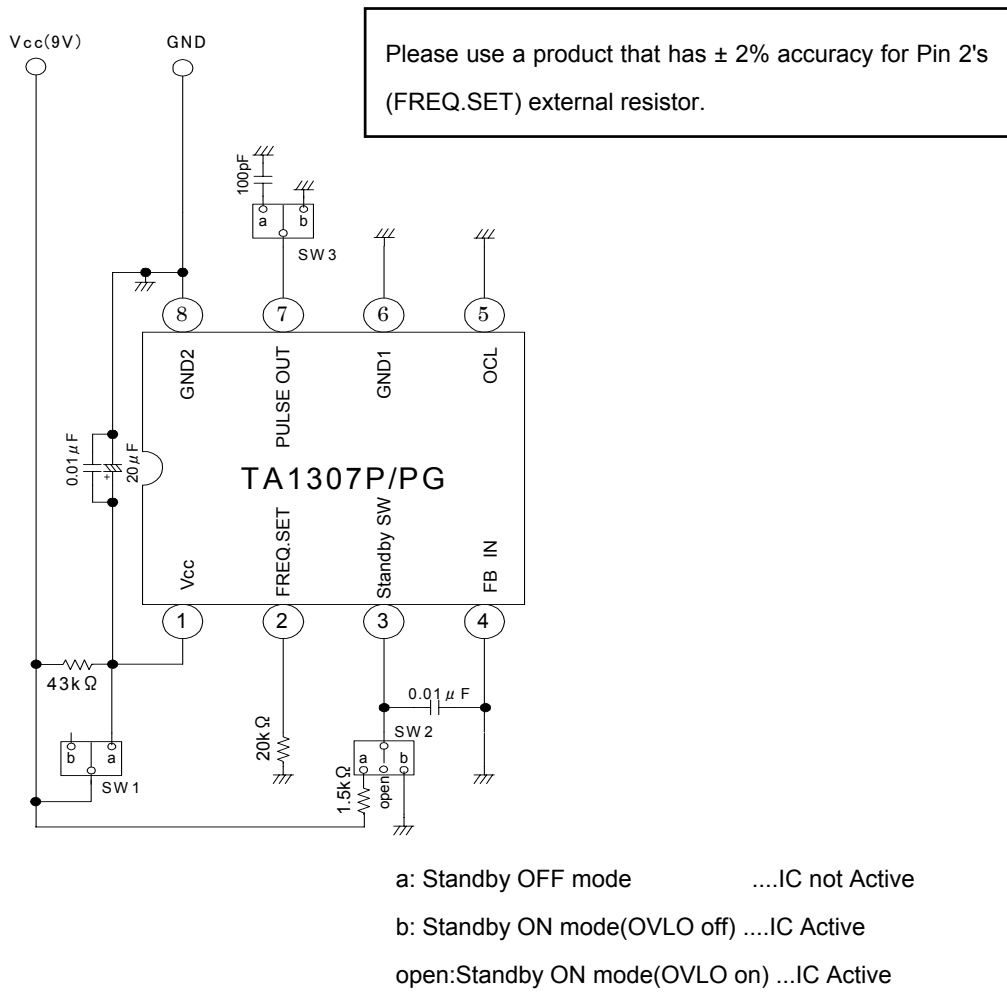 Vcc(9V)
GND
Please use a product that has ± 2% accuracy for Pin 2's
(FREQ.SET) external resistor.
100pF
a
b
SW3
8
7
6
5
GND2
PULSE OUT
GND1
OCL
0.01μF
+
20μF
TA1307P/PG
Vcc
FREQ.SET
Standby SW
FB IN
1
2
3
4
43kΩ
0.01μF
b
a
SW1
20kΩ
SW2
a
b
1.5kΩ
open
a: Standby OFF mode ....IC not Active
b: Standby ON mode(OVLO off) ....IC Active
open:Standby ON mode(OVLO on) ...IC Active